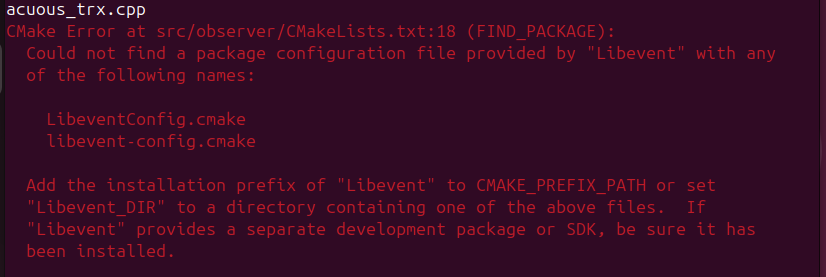 acuous_trx.cpp
CMake Error at src/observer/CMakeLists.txt:18 (FIND_PACKAGE):
  Could not find a package configuration file provided by "Libevent" with any
  of the following names:

    LibeventConfig.cmake
    libevent-config.cmake

  Add the installation prefix of "Libevent" to CMAKE_PREFIX_PATH or set
  "Libevent_DIR" to a directory containing one of the above files.  If
  "Libevent" provides a separate development package or SDK, be sure it has
  been installed.